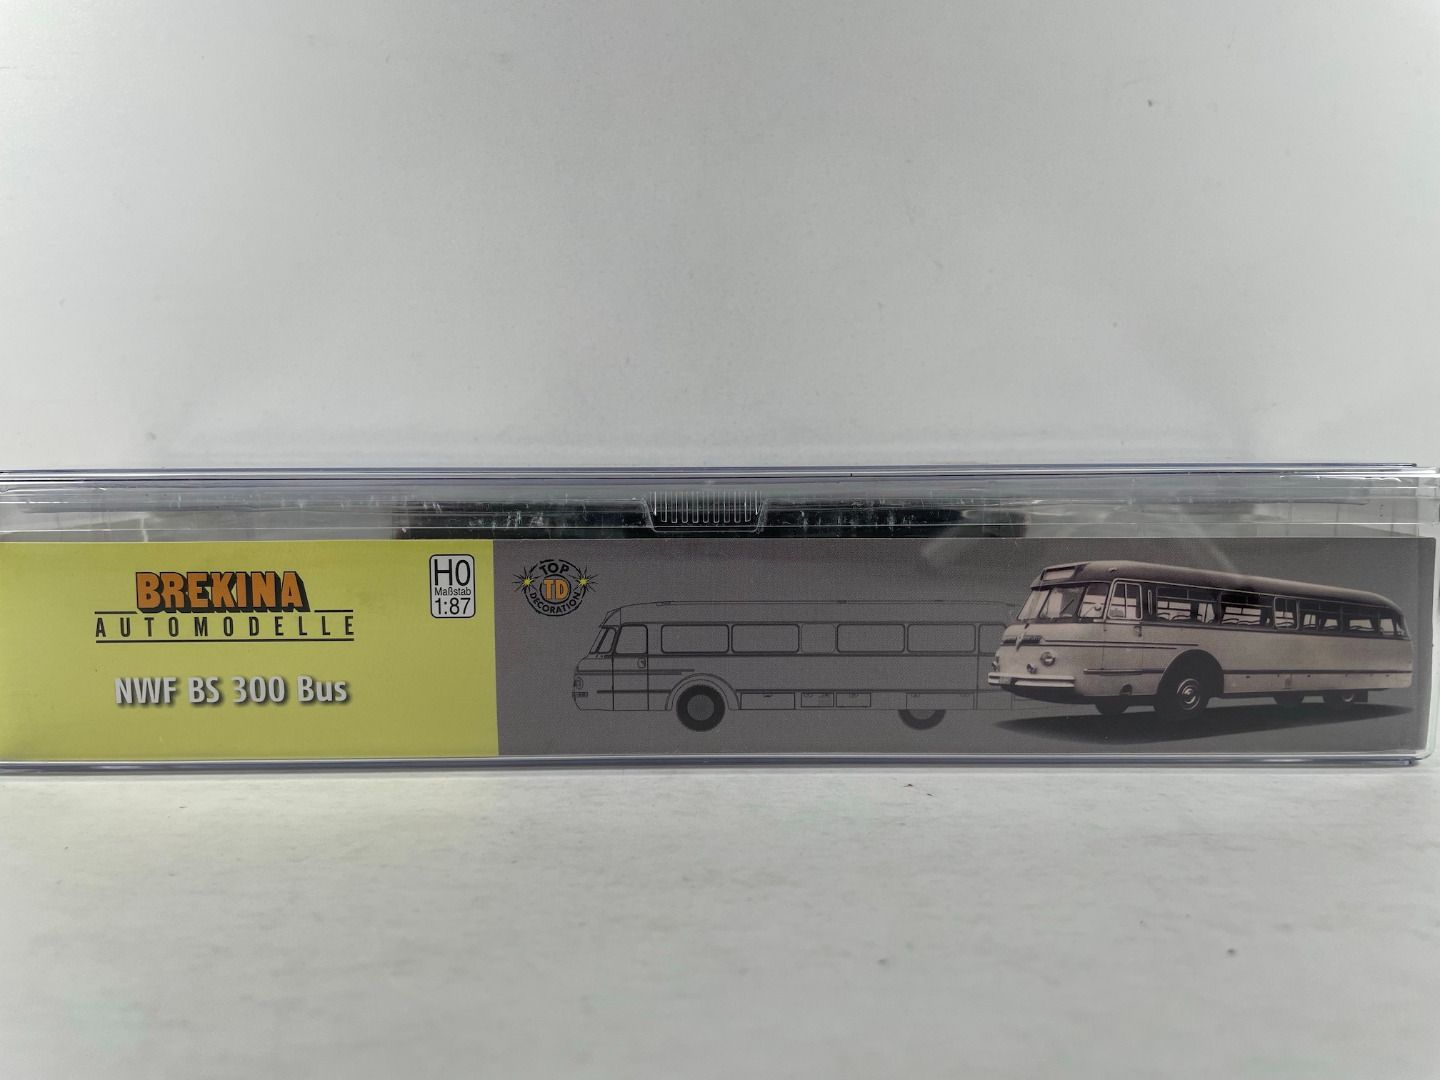 BREKINA
AUTOMODELLE
NWF BS 300 Bus
H0
Maßstab
1:87
TOP
TD
DECORATION